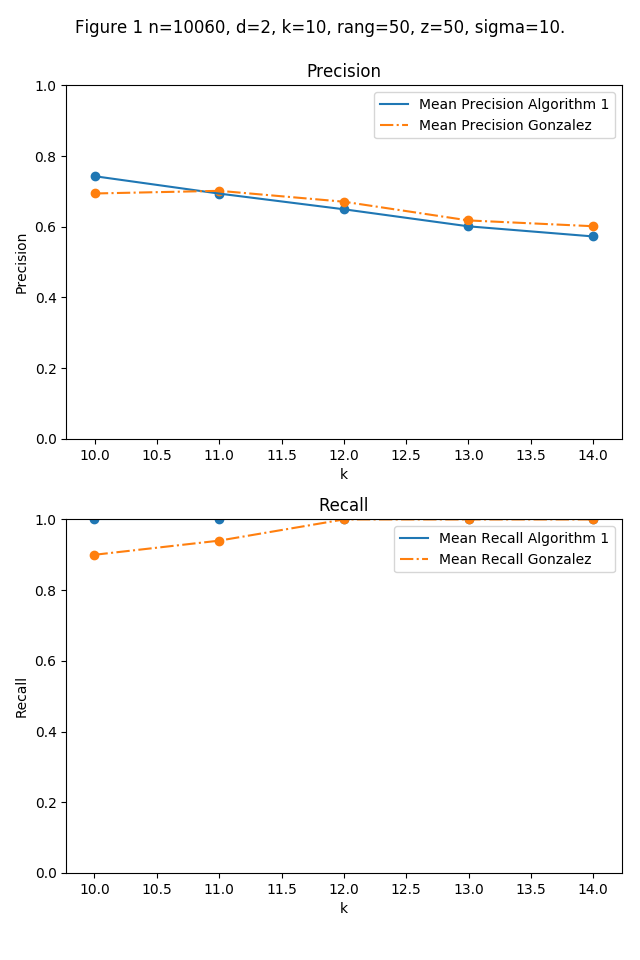 Figure 1 n=10060, d=2, k=10, rang=50, z=50, sigma=10.
Precision
1.0
Mean Precision Algorithm 1
Mean Precision Gonzalez
0.8
0.6
Precision
0.4
0.2
0.0
10.0 10.5 11.0 11.5 12.0 12.5 13.0 13.5 14.0
k
Recall
1.0
Mean Recall Algorithm 1
Mean Recall Gonzalez
0.8
0.6
Recall
0.4
0.2
0.0
10.0 10.5 11.0 11.5 12.0 12.5 13.0 13.5 14.0
k